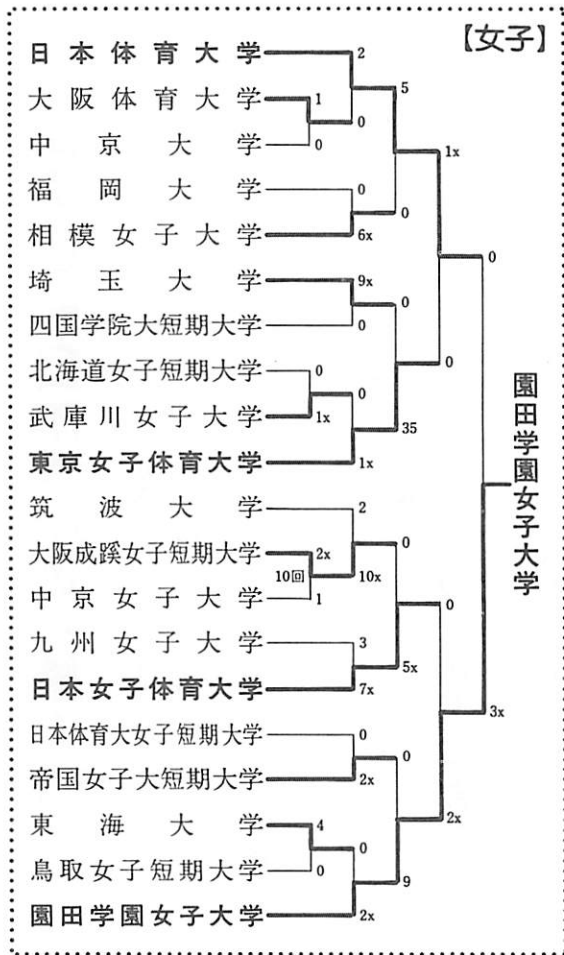 【女子】
日本体育大学
2
大阪体育大学
1
5
0
中京大学
0
1x
福岡大学
0
0
相模女子大学
6x
0
埼玉大学
9x
0
四国学院大短期大学
0
0
北海道女子短期大学
0
0
武庫川女子大学
1x
35
東京女子体育大学
1x
園田学園女子大学
筑波大学
2
0
大阪成蹊女子短期大学
2x
10回
10x
中京女子大学
1
0
九州女子大学
3
5x
日本女子体育大学
7x
3x
日本体育大女子短期大学
0
0
帝国女子大短期大学
2x
2x
東海大学
4
0
鳥取女子短期大学
0
9
園田学園女子大学
2x